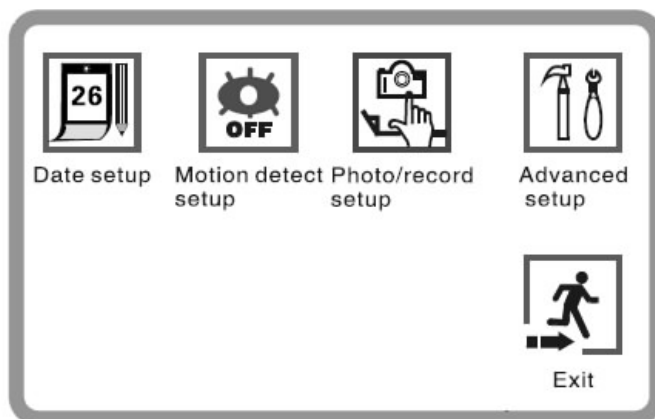 26
OFF
Date setup
Motion detect
setup
Photo/record
setup
Advanced
setup
Exit